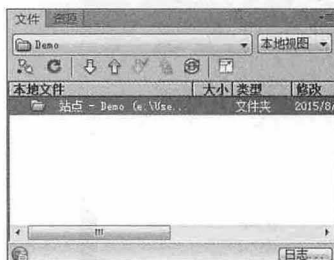 文件 资源
Demo 本地视图
本地文件 大小 类型 修改
站点 - Demo (e:\Use... 文件夹 2015/8/
日志...